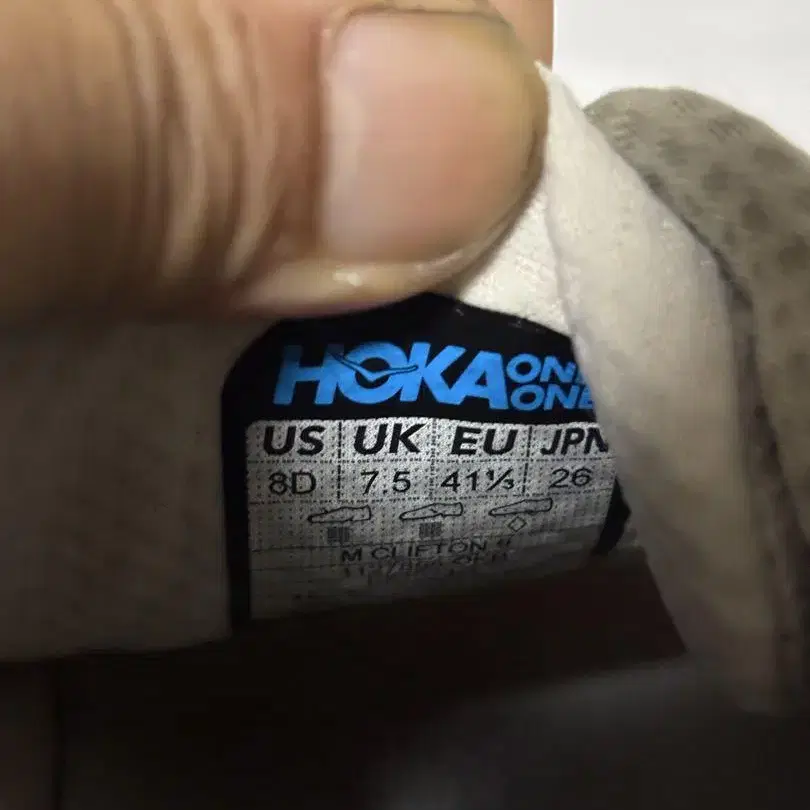 HOKA ONE
ONE
US UK EU JPN
8D 7.5 41⅓ 26
M CLIFTON